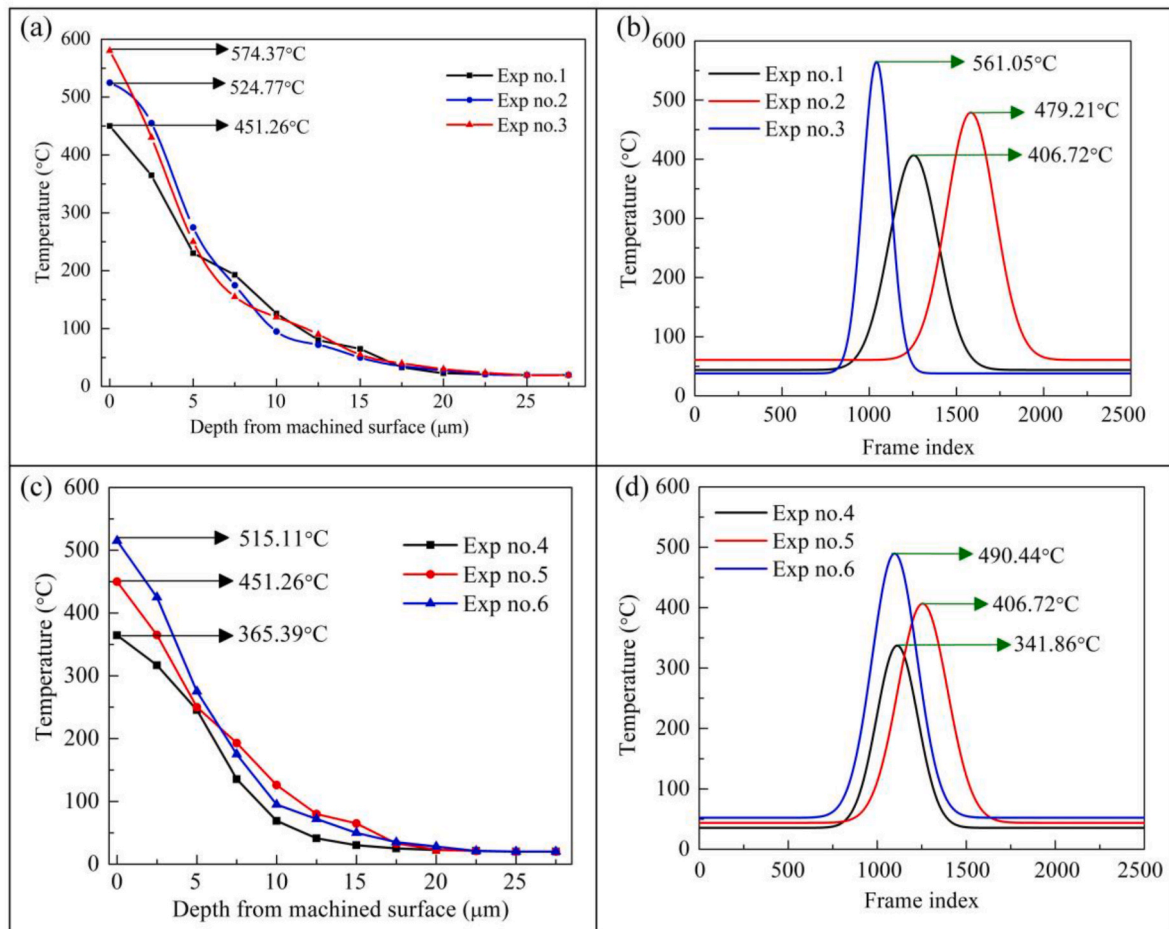 (a)
600
500
400
300
200
100
0
Temperature (°C)
574.37°C
524.77°C
451.26°C
Exp no.1
Exp no.2
Exp no.3
0 5 10 15 20 25
Depth from machined surface (μm)
(b)
600
500
400
300
200
100
0
Temperature (°C)
Exp no.1
Exp no.2
Exp no.3
561.05°C
479.21°C
406.72°C
0 500 1000 1500 2000 2500
Frame index
(c)
600
500
400
300
200
100
0
Temperature (°C)
515.11°C
451.26°C
365.39°C
Exp no.4
Exp no.5
Exp no.6
0 5 10 15 20 25
Depth from machined surface (μm)
(d)
600
500
400
300
200
100
0
Temperature (°C)
Exp no.4
Exp no.5
Exp no.6
490.44°C
406.72°C
341.86°C
0 500 1000 1500 2000 2500
Frame index